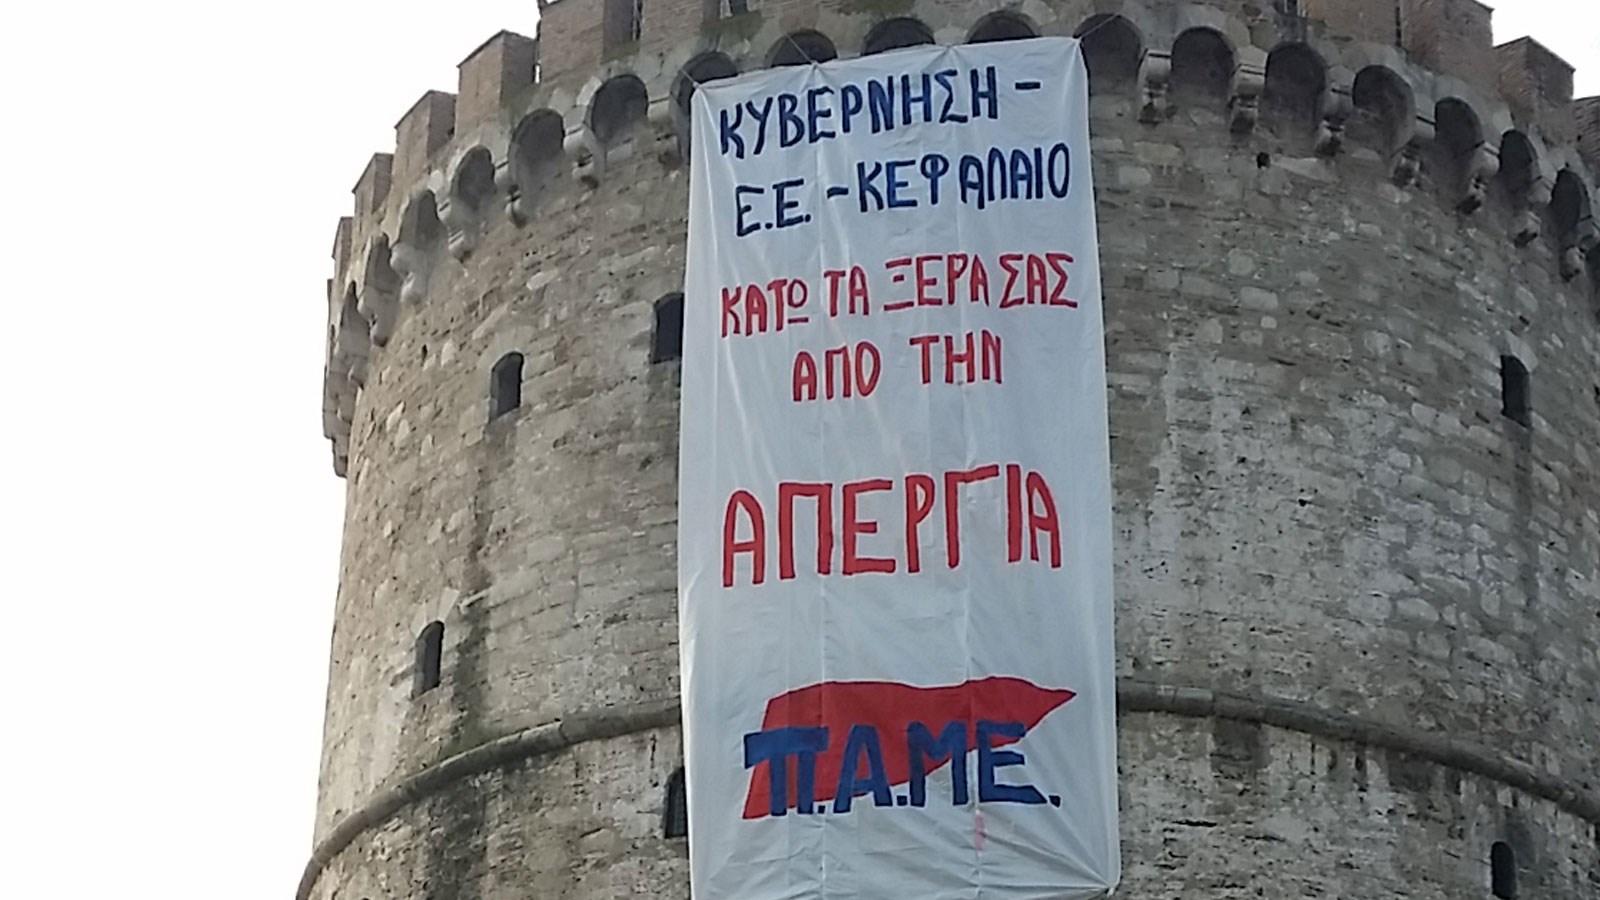 ΚΥΒΕΡΝΗΣΗ -
Ε.Ε. - ΚΕΦΑΛΑΙΟ
ΚΑΤΩ ΤΑ ΞΕΡΑ ΣΑΣ
ΑΠΟ ΤΗΝ
ΑΠΕΡΓΙΑ
Π.Α.ΜΕ.